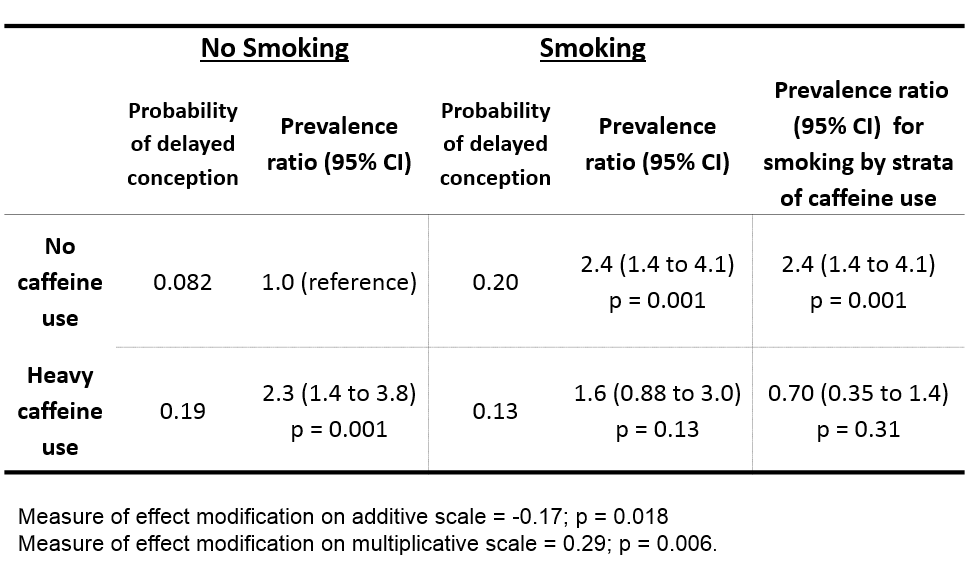 No Smoking
Smoking
Probability
of delayed
conception
Prevalence
ratio (95% CI)
Probability
of delayed
conception
Prevalence
ratio (95% CI)
Prevalence ratio
(95% CI) for
smoking by strata
of caffeine use
No
caffeine
use
0.082
1.0 (reference)
0.20
2.4 (1.4 to 4.1)
p = 0.001
2.4 (1.4 to 4.1)
p = 0.001
Heavy
caffeine
use
0.19
2.3 (1.4 to 3.8)
p = 0.001
0.13
1.6 (0.88 to 3.0)
p = 0.13
0.70 (0.35 to 1.4)
p = 0.31
Measure of effect modification on additive scale = -0.17; p = 0.018
Measure of effect modification on multiplicative scale = 0.29; p = 0.006.